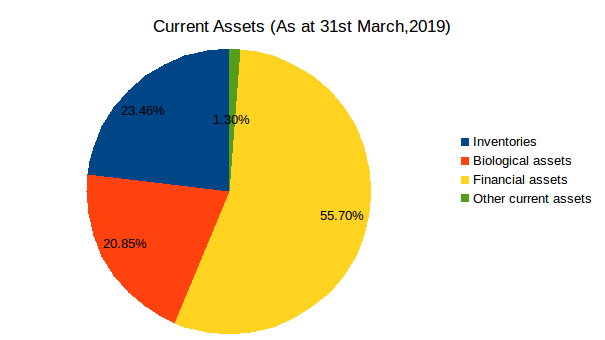 Current Assets (As at 31st March,2019)
23.46%
1.30%
55.70%
20.85%
Inventories
Biological assets
Financial assets
Other current assets